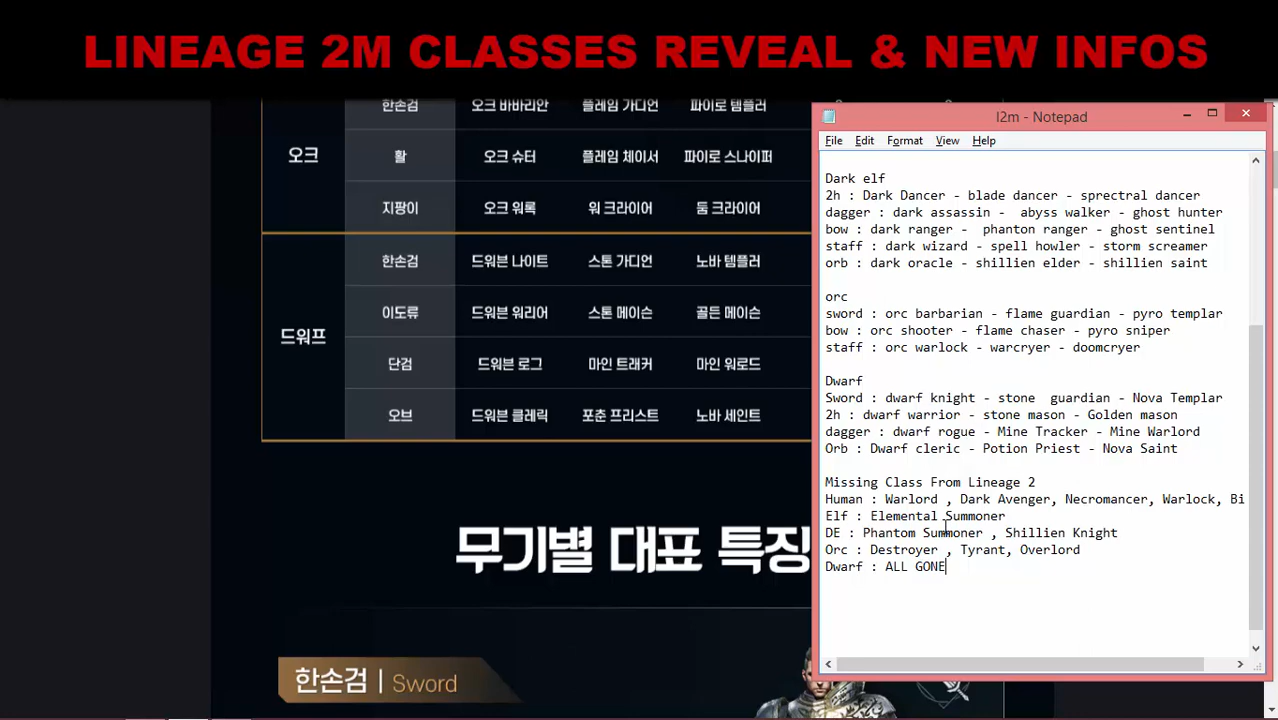 LINEAGE 2M CLASSES REVEAL & NEW INFOS
한손검 오크 바바리안 플레임 가디언 파이로 템플러
오크 활 오크 슈터 플레임 체이서 파이로 스나이퍼
지팡이 오크 워록 워 크라이어 둠 크라이어
한손검 드워븐 나이트 스톤 가디언 노바 템플러
이도류 드워븐 워리어 스톤 메이슨 골든 메이슨
드워프
단검 드워븐 로그 마인 트래커 마인 워로드
오브 드워븐 클레릭 포춘 프리스트 노바 세인트
무기별 대표 특징
한손검 | Sword
l2m - Notepad
File Edit Format View Help
Dark elf
2h : Dark Dancer - blade dancer - sprectral dancer
dagger : dark assassin -  abyss walker - ghost hunter
bow : dark ranger -  phanton ranger - ghost sentinel
staff : dark wizard - spell howler - storm screamer
orb : dark oracle - shillien elder - shillien saint
orc
sword : orc barbarian - flame guardian - pyro templar
bow : orc shooter - flame chaser - pyro sniper
staff : orc warlock - warcryer - doomcryer
Dwarf
Sword : dwarf knight - stone  guardian - Nova Templar
2h : dwarf warrior - stone mason - Golden mason
dagger : dwarf rogue - Mine Tracker - Mine Warlord
Orb : Dwarf cleric - Potion Priest - Nova Saint
Missing Class From Lineage 2
Human : Warlord , Dark Avenger, Necromancer, Warlock, Bi
Elf : Elemental Summoner
DE : Phantom Summoner , Shillien Knight
Orc : Destroyer , Tyrant, Overlord
Dwarf : ALL GONE